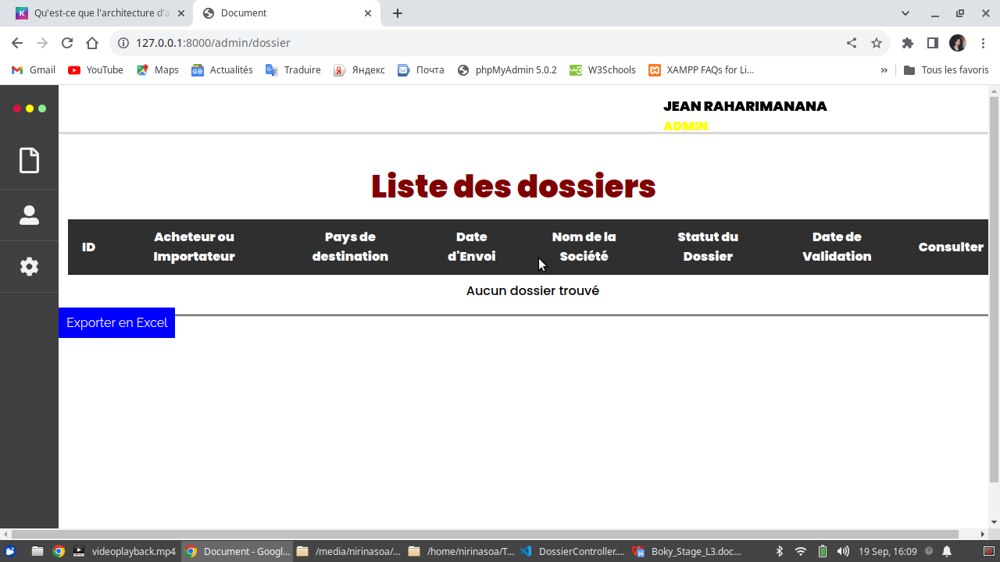 Qu'est-ce que l'architecture d'a
Document
127.0.0.1:8000/admin/dossier
Gmail
YouTube
Maps
Actualités
Traduire
Яндекс
Почта
phpMyAdmin 5.0.2
W3Schools
XAMPP FAQs for Li...
»
Tous les favoris
JEAN RAHARIMANANA
ADMIN
Liste des dossiers
ID
Acheteur ou
Importateur
Pays de
destination
Date
d'Envoi
Nom de la
Société
Statut du
Dossier
Date de
Validation
Consulter
Aucun dossier trouvé
Exporter en Excel
videoplayback.mp4
Document - Googl...
/media/nirinasoa/...
/home/nirinasoa/T...
DossierController....
Boky_Stage_L3.doc...
19 Sep, 16:09